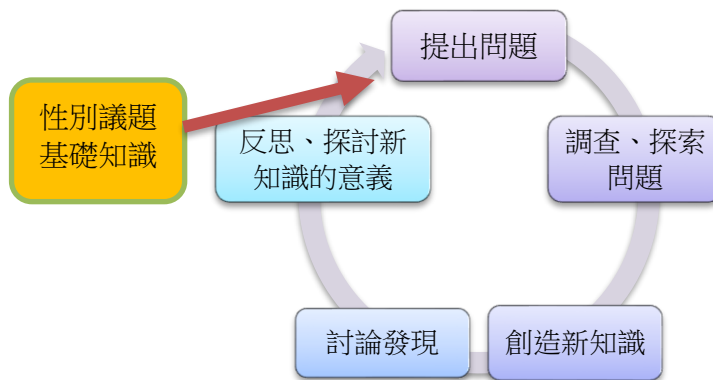 提出問題
性別議題
基礎知識
反思、探討新
知識的意義
調查、探索
問題
討論發現
創造新知識